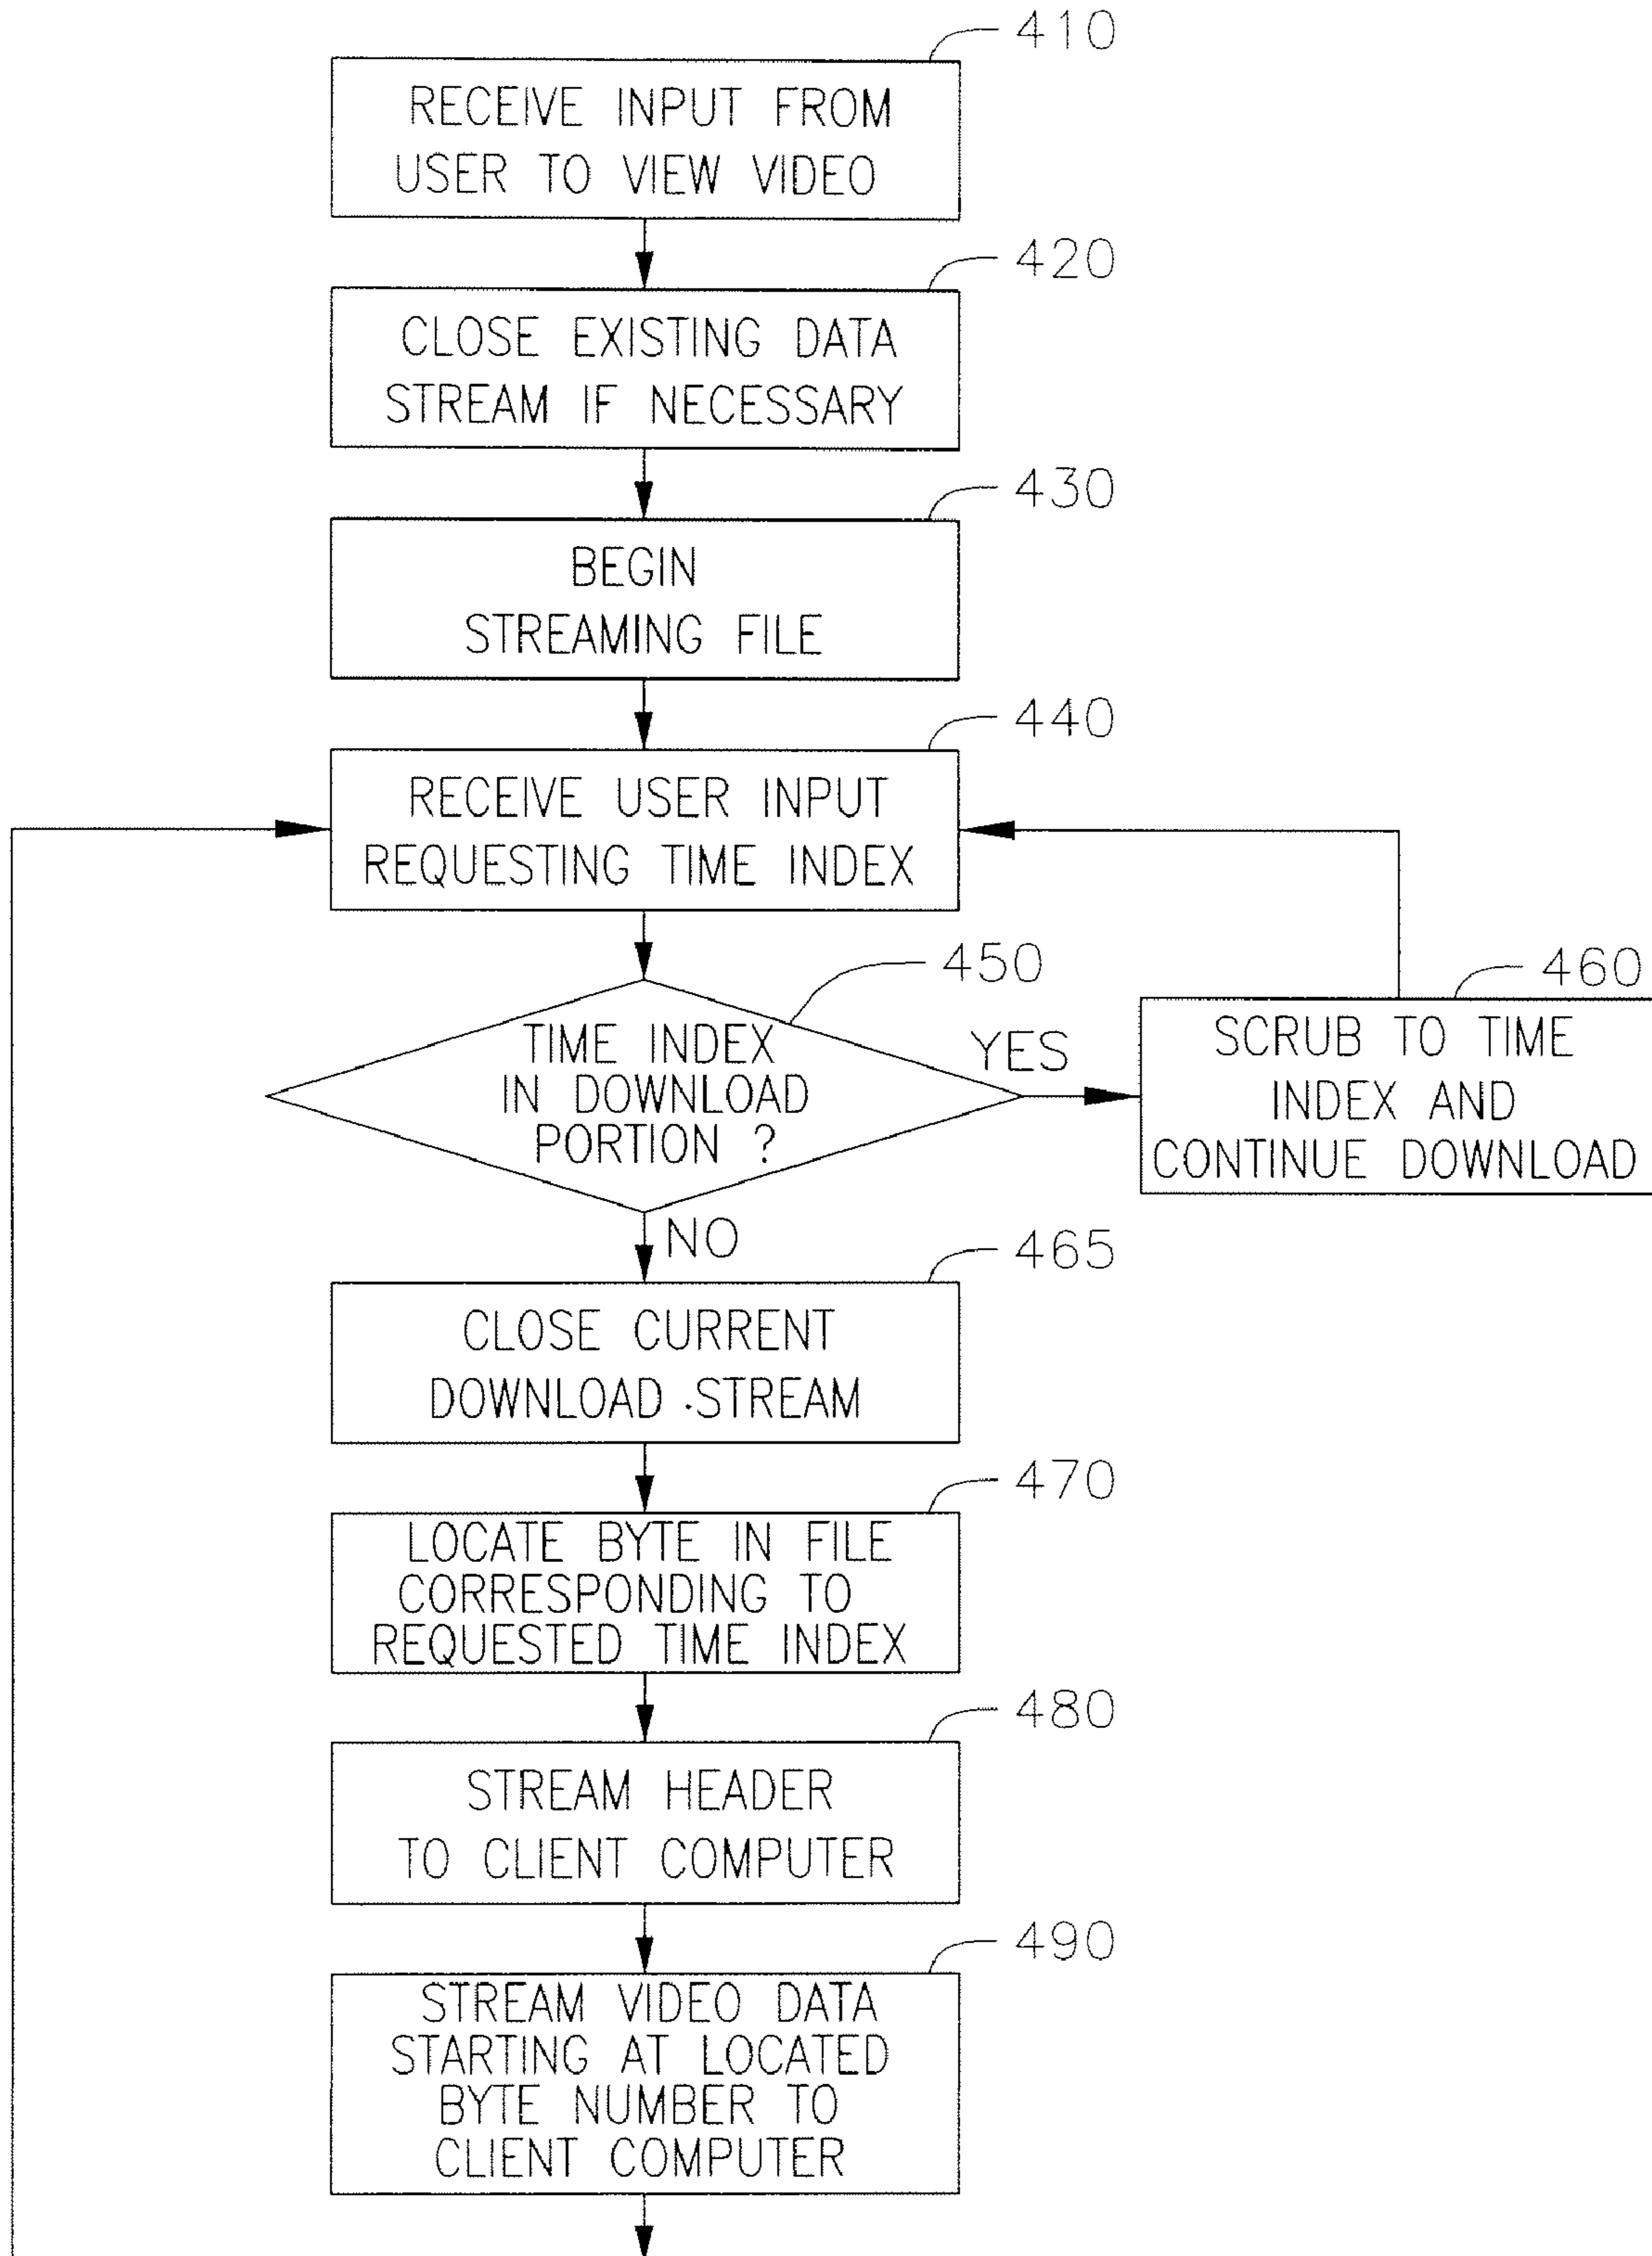 410
RECEIVE INPUT FROM
USER TO VIEW VIDEO
420
CLOSE EXISTING DATA
STREAM IF NECESSARY
430
BEGIN
STREAMING FILE
440
RECEIVE USER INPUT
REQUESTING TIME INDEX
450
TIME INDEX
IN DOWNLOAD
PORTION ?
YES
460
SCRUB TO TIME
INDEX AND
CONTINUE DOWNLOAD
NO
465
CLOSE CURRENT
DOWNLOAD STREAM
470
LOCATE BYTE IN FILE
CORRESPONDING TO
REQUESTED TIME INDEX
480
STREAM HEADER
TO CLIENT COMPUTER
490
STREAM VIDEO DATA
STARTING AT LOCATED
BYTE NUMBER TO
CLIENT COMPUTER